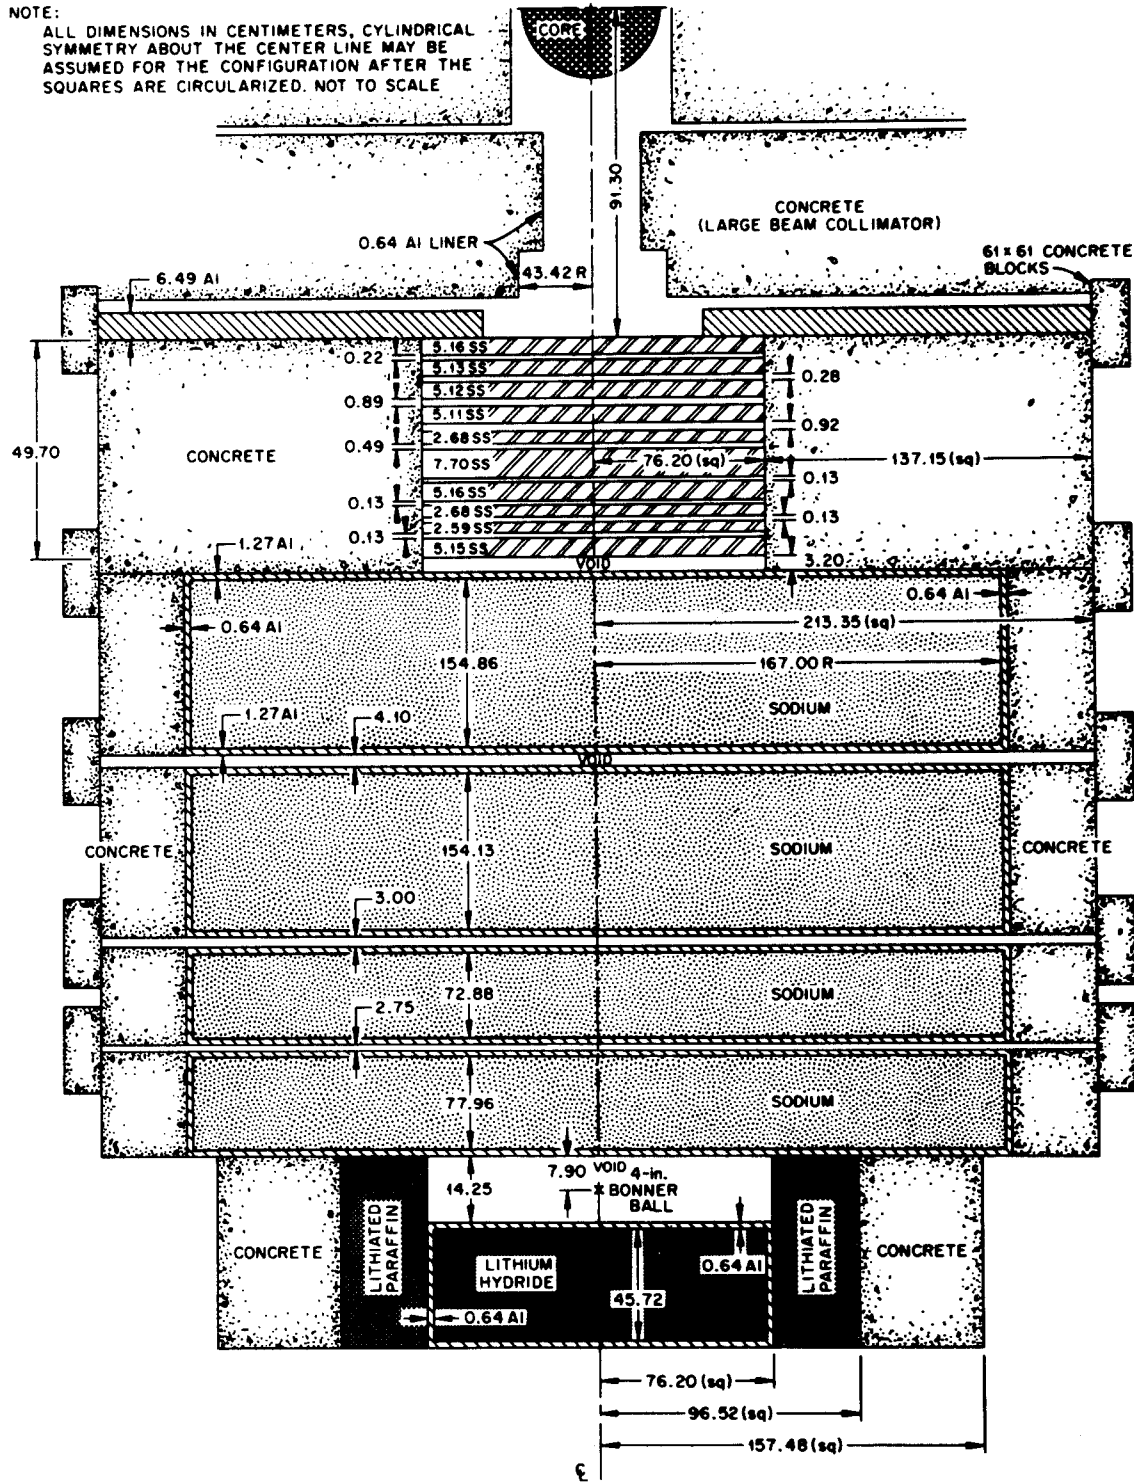 NOTE:
ALL DIMENSIONS IN CENTIMETERS, CYLINDRICAL
SYMMETRY ABOUT THE CENTER LINE MAY BE
ASSUMED FOR THE CONFIGURATION AFTER THE
SQUARES ARE CIRCULARIZED. NOT TO SCALE
CORE
91.30
CONCRETE
(LARGE BEAM COLLIMATOR)
0.64 Al LINER
43.42 R
61 x 61 CONCRETE
BLOCKS
6.49 Al
5.16 SS
0.22
5.13 SS
0.28
5.12 SS
0.89
5.11 SS
0.92
2.68 SS
0.49
49.70
CONCRETE
7.70 SS
76.20 (sq)
137.15 (sq)
0.13
5.16 SS
0.13
2.68 SS
0.13
2.59 SS
0.13
5.15 SS
1.27 Al
VOID
3.20
0.64 Al
0.64 Al
213.35 (sq)
154.86
167.00 R
SODIUM
1.27 Al
4.10
VOID
CONCRETE
154.13
SODIUM
CONCRETE
3.00
72.88
SODIUM
2.75
77.96
SODIUM
7.90
VOID
4-in.
x BONNER
BALL
14.25
CONCRETE
LITHIATED
PARAFFIN
LITHIUM
HYDRIDE
0.64 Al
LITHIATED
PARAFFIN
CONCRETE
45.72
0.64 Al
76.20 (sq)
96.52 (sq)
157.48 (sq)
℄